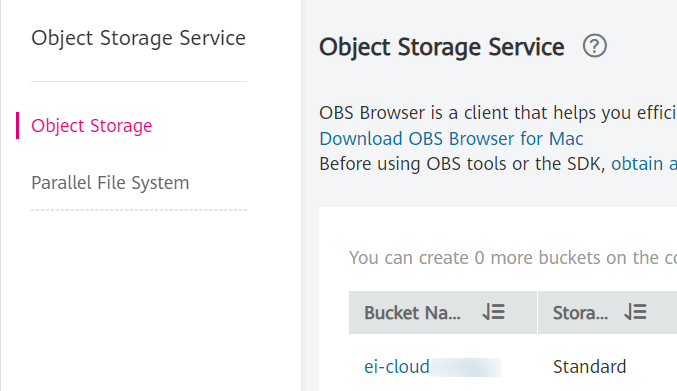 Object Storage Service
Object Storage
Parallel File System
Object Storage Service ?
OBS Browser is a client that helps you effici
Download OBS Browser for Mac
Before using OBS tools or the SDK, obtain a
You can create 0 more buckets on the co
Bucket Na... Stora...
ei-cloud Standard